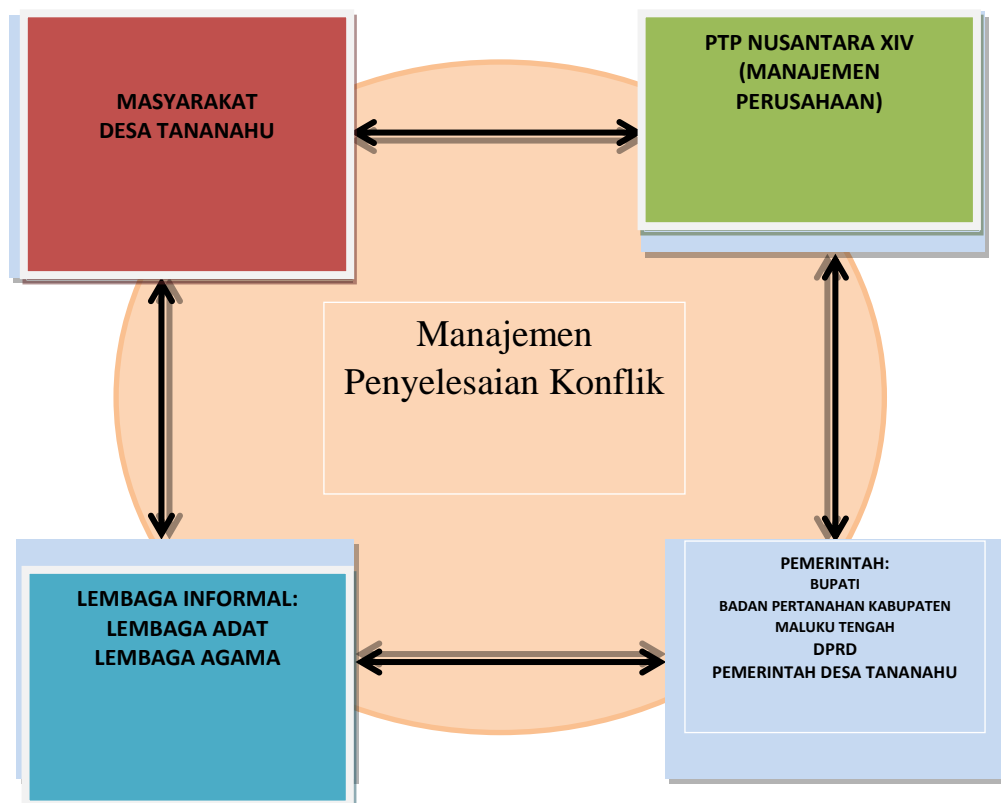 MASYARAKAT
DESA TANANAHU
PTP NUSANTARA XIV
(MANAJEMEN
PERUSAHAAN)
Manajemen
Penyelesaian Konflik
LEMBAGA INFORMAL:
LEMBAGA ADAT
LEMBAGA AGAMA
PEMERINTAH:
BUPATI
BADAN PERTANAHAN KABUPATEN
MALUKU TENGAH
DPRD
PEMERINTAH DESA TANANAHU